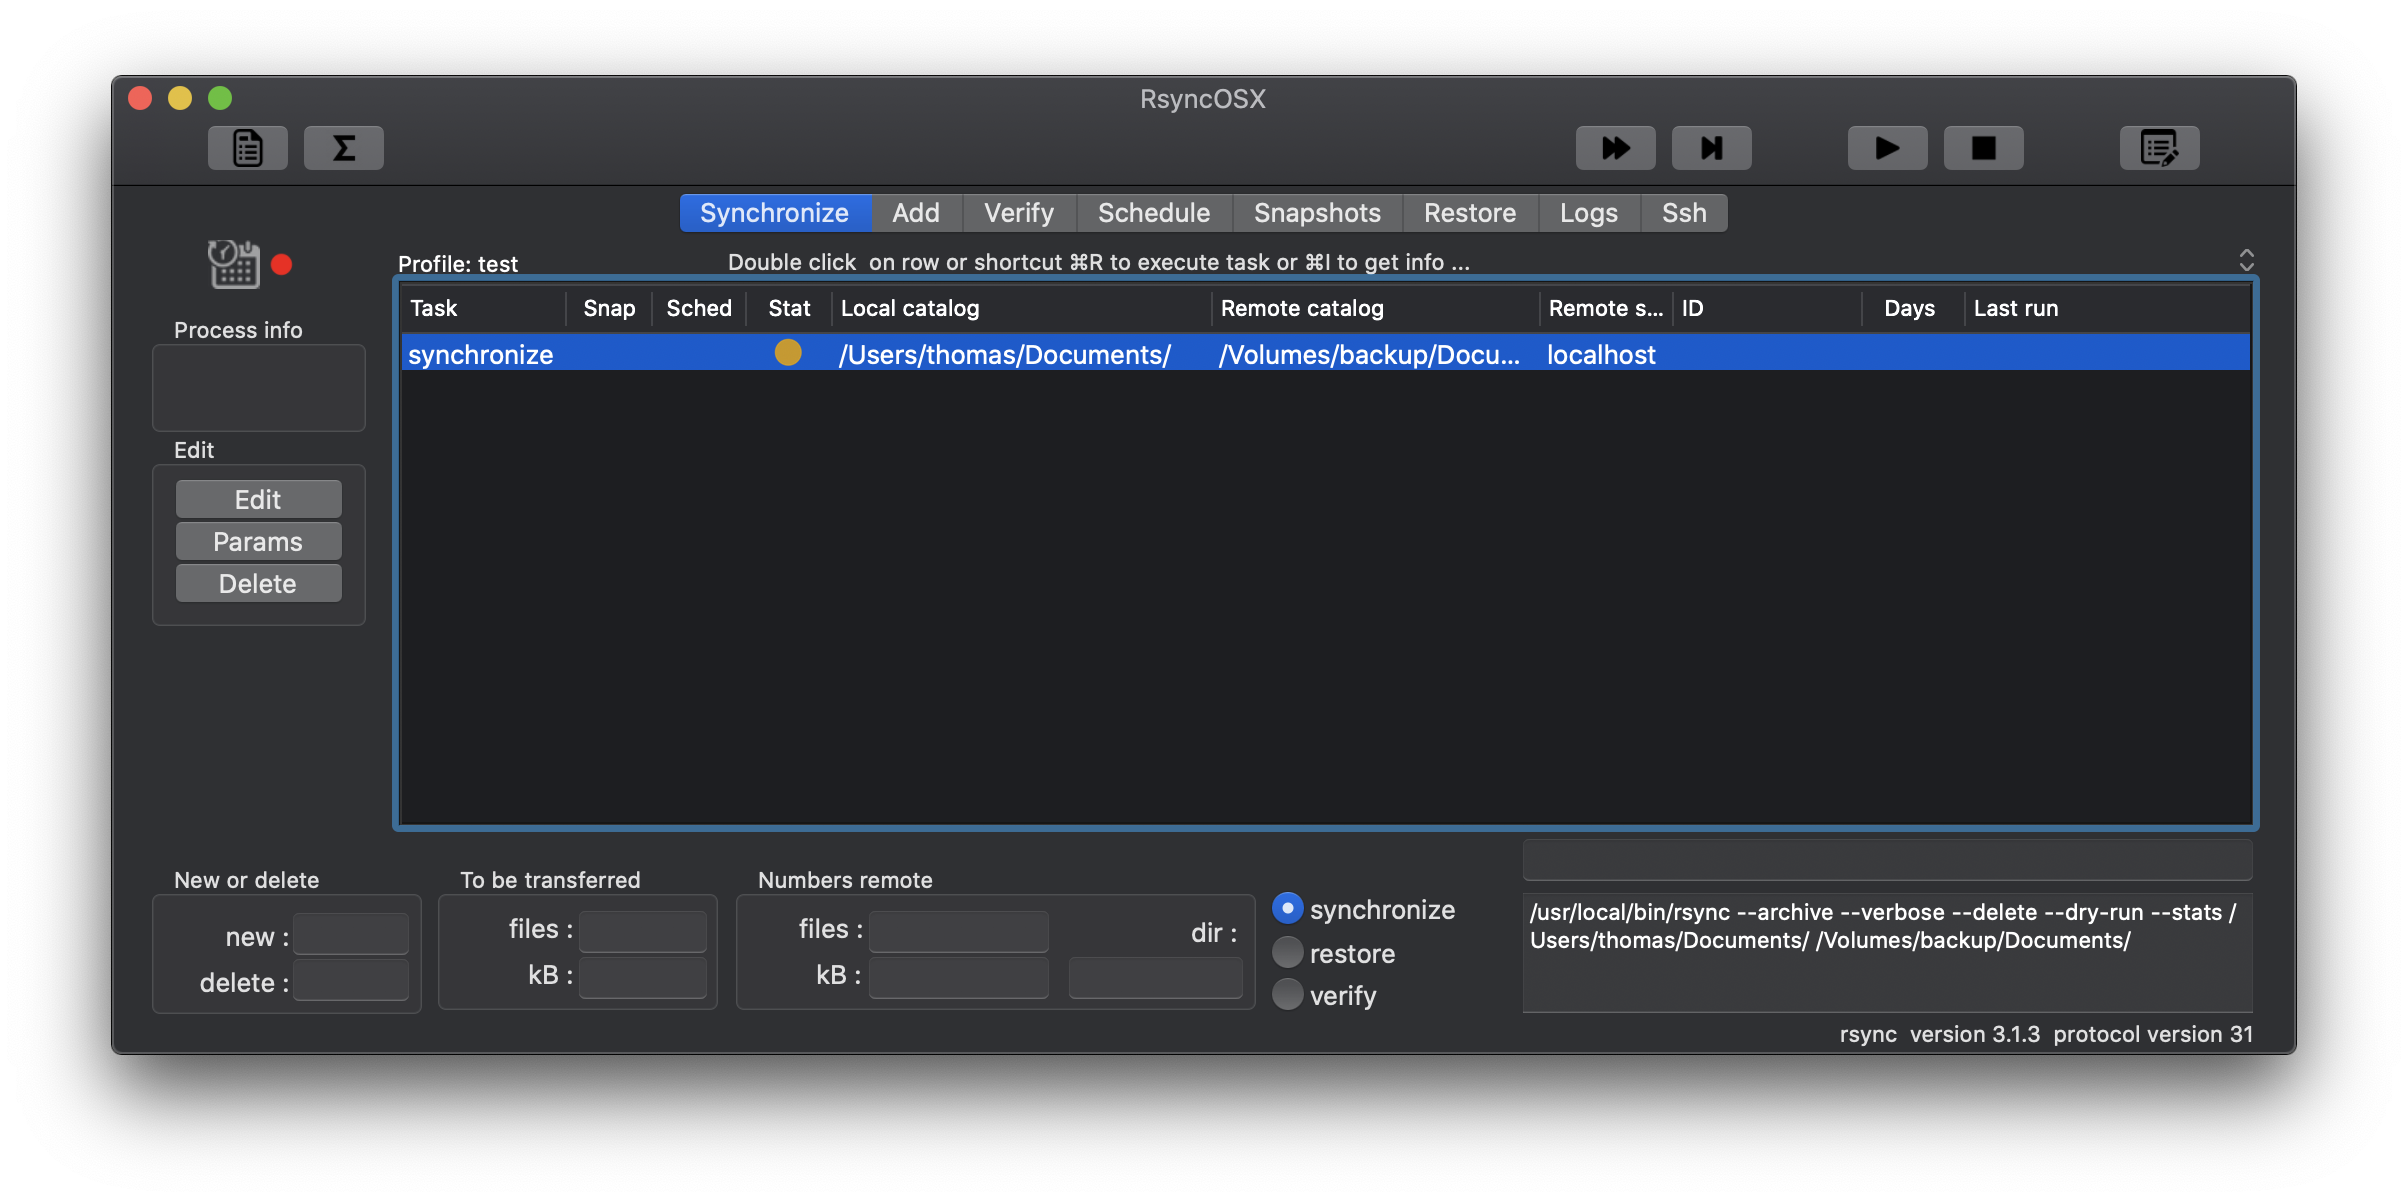 RsyncOSX
Synchronize Add Verify Schedule Snapshots Restore Logs Ssh
Profile: test
Double click  on row or shortcut ⌘R to execute task or ⌘I to get info ...
Task Snap Sched Stat Local catalog Remote catalog Remote s... ID Days Last run
synchronize /Users/thomas/Documents/ /Volumes/backup/Docu... localhost
Process info
Edit
Edit
Params
Delete
New or delete
new :
delete :
To be transferred
files :
kB :
Numbers remote
files :
dir :
kB :
synchronize
restore
verify
/usr/local/bin/rsync --archive --verbose --delete --dry-run --stats /
Users/thomas/Documents/ /Volumes/backup/Documents/
rsync  version 3.1.3  protocol version 31